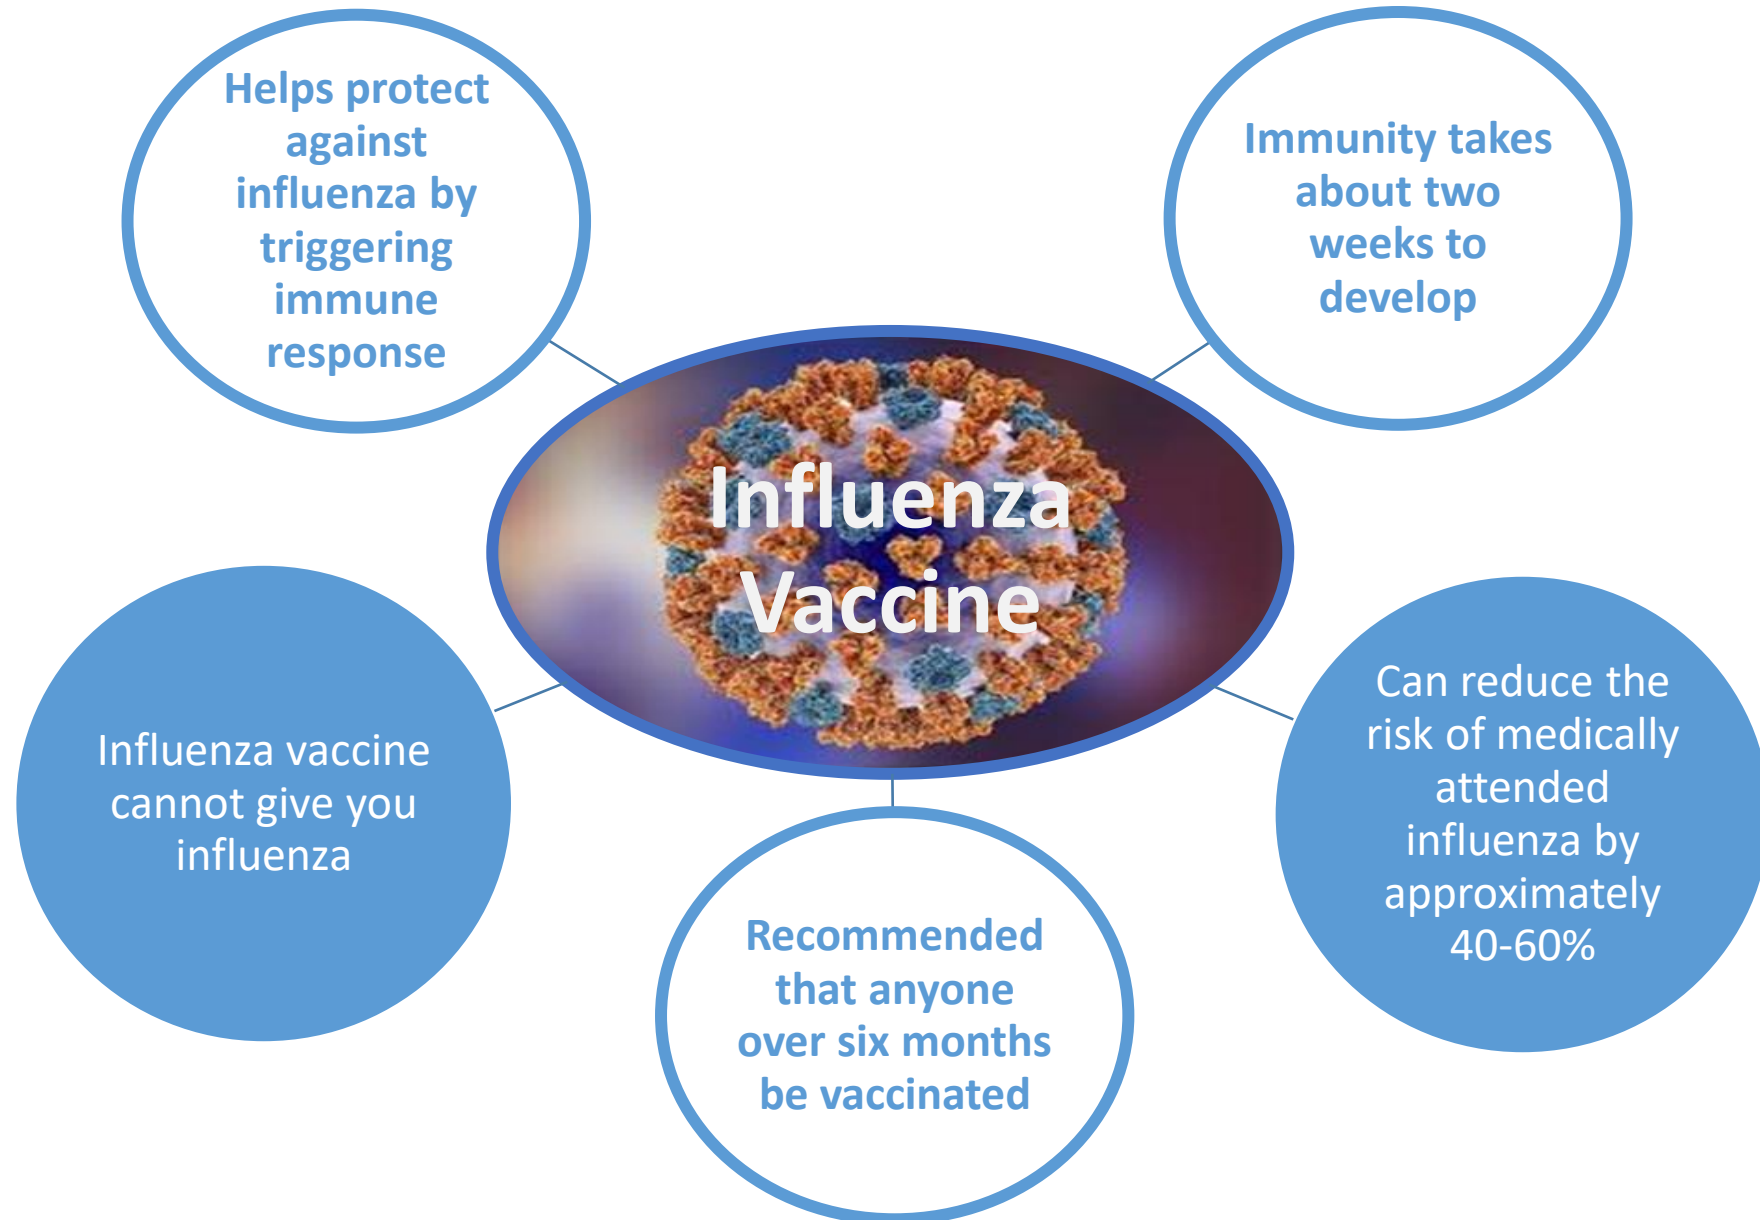 Helps protect
against
influenza by
triggering
immune
response
Immunity takes
about two
weeks to
develop
Influenza
Vaccine
Influenza vaccine
cannot give you
influenza
Can reduce the
risk of medically
attended
influenza by
approximately
40-60%
Recommended
that anyone
over six months
be vaccinated